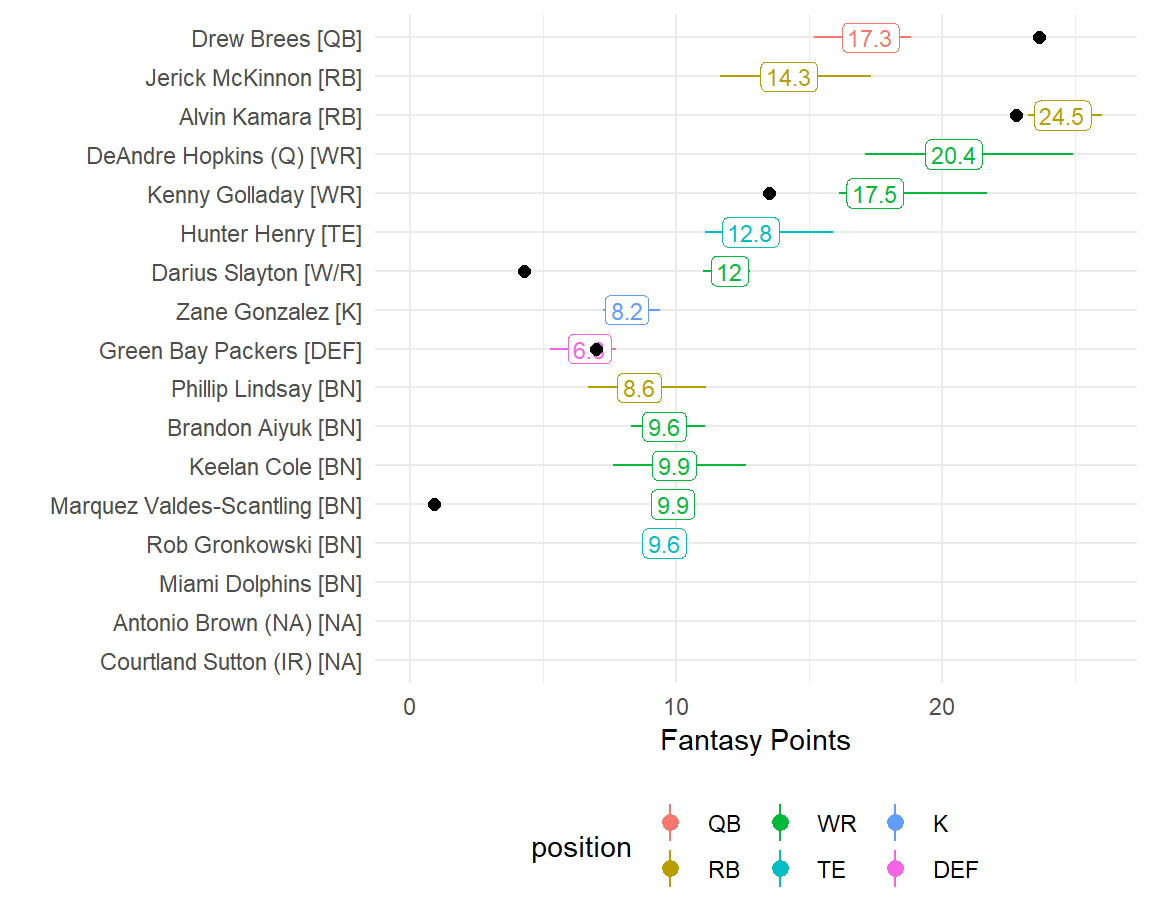 Drew Brees [QB] 17.3
Jerick McKinnon [RB] 14.3
Alvin Kamara [RB] 24.5
DeAndre Hopkins (Q) [WR] 20.4
Kenny Golladay [WR] 17.5
Hunter Henry [TE] 12.8
Darius Slayton [W/R] 12
Zane Gonzalez [K] 8.2
Green Bay Packers [DEF]
Phillip Lindsay [BN] 8.6
Brandon Aiyuk [BN] 9.6
Keelan Cole [BN] 9.9
Marquez Valdes-Scantling [BN] 9.9
Rob Gronkowski [BN] 9.6
Miami Dolphins [BN]
Antonio Brown (NA) [NA]
Courtland Sutton (IR) [NA]
0 10 20
Fantasy Points
position
QB WR K
RB TE DEF